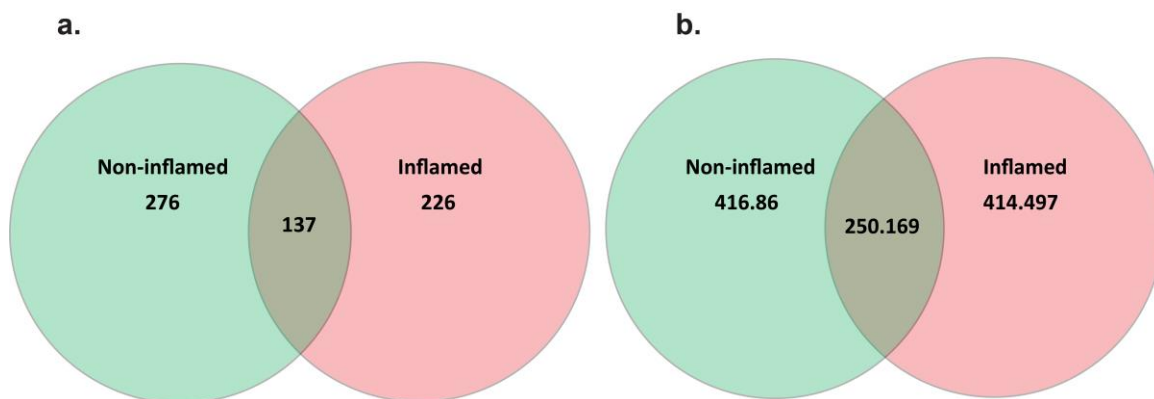 a.
Non-inflamed
276
137
Inflamed
226
b.
Non-inflamed
416.86
250.169
Inflamed
414.497